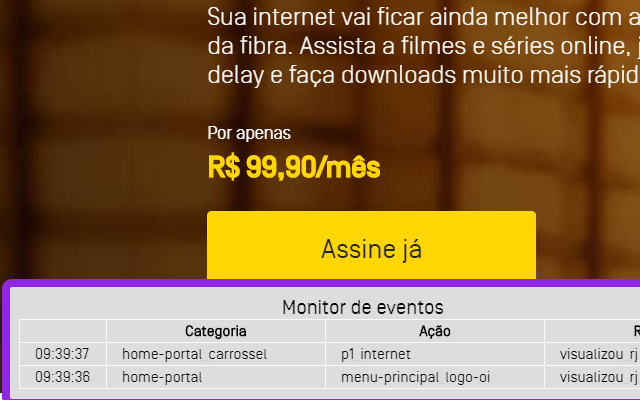 Sua internet vai ficar ainda melhor com a
da fibra. Assista a filmes e séries online,
delay e faça downloads muito mais
Por apenas
R$ 99,90/mês
Assine já
Monitor de eventos
Categoria Ação
09:39:37 home-portal carrossel p1 internet visualizou rj
09:39:36 home-portal menu-principal logo-oi visualizou rj